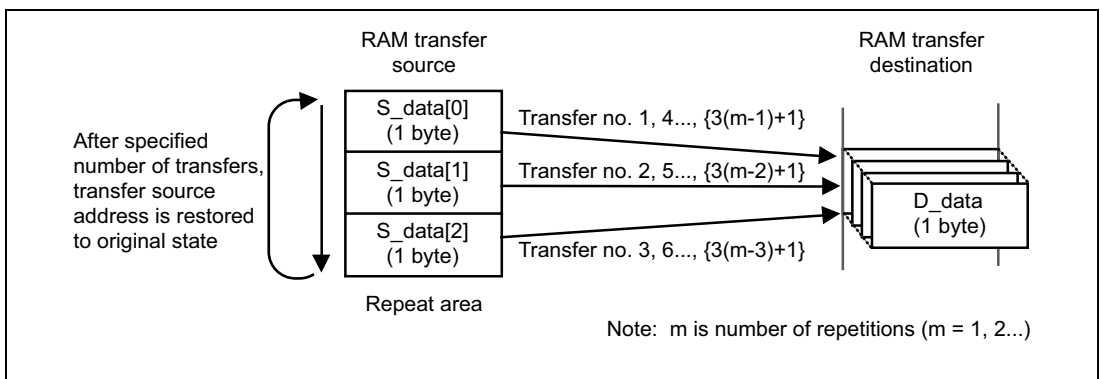 RAM transfer
source
RAM transfer
destination
After specified
number of transfers,
transfer source
address is restored
to original state
S_data[0]
(1 byte)
S_data[1]
(1 byte)
S_data[2]
(1 byte)
Repeat area
Transfer no. 1, 4..., {3(m-1)+1}
Transfer no. 2, 5..., {3(m-2)+1}
Transfer no. 3, 6..., {3(m-3)+1}
D_data
(1 byte)
Note: m is number of repetitions (m = 1, 2...)